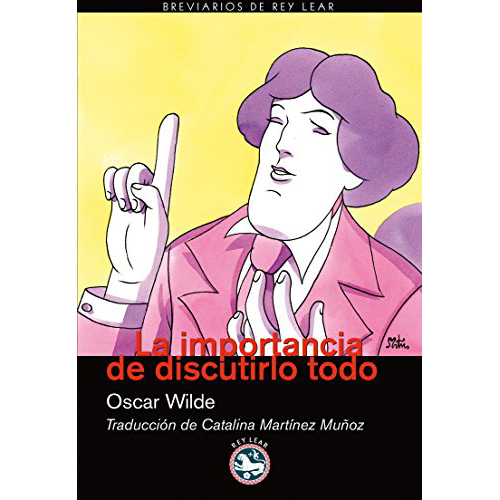 BREVIARIOS DE REY LEAR
La importancia
de discutirlo todo
Oscar Wilde
Traducción de Catalina Martínez Muñoz
REY LEAR